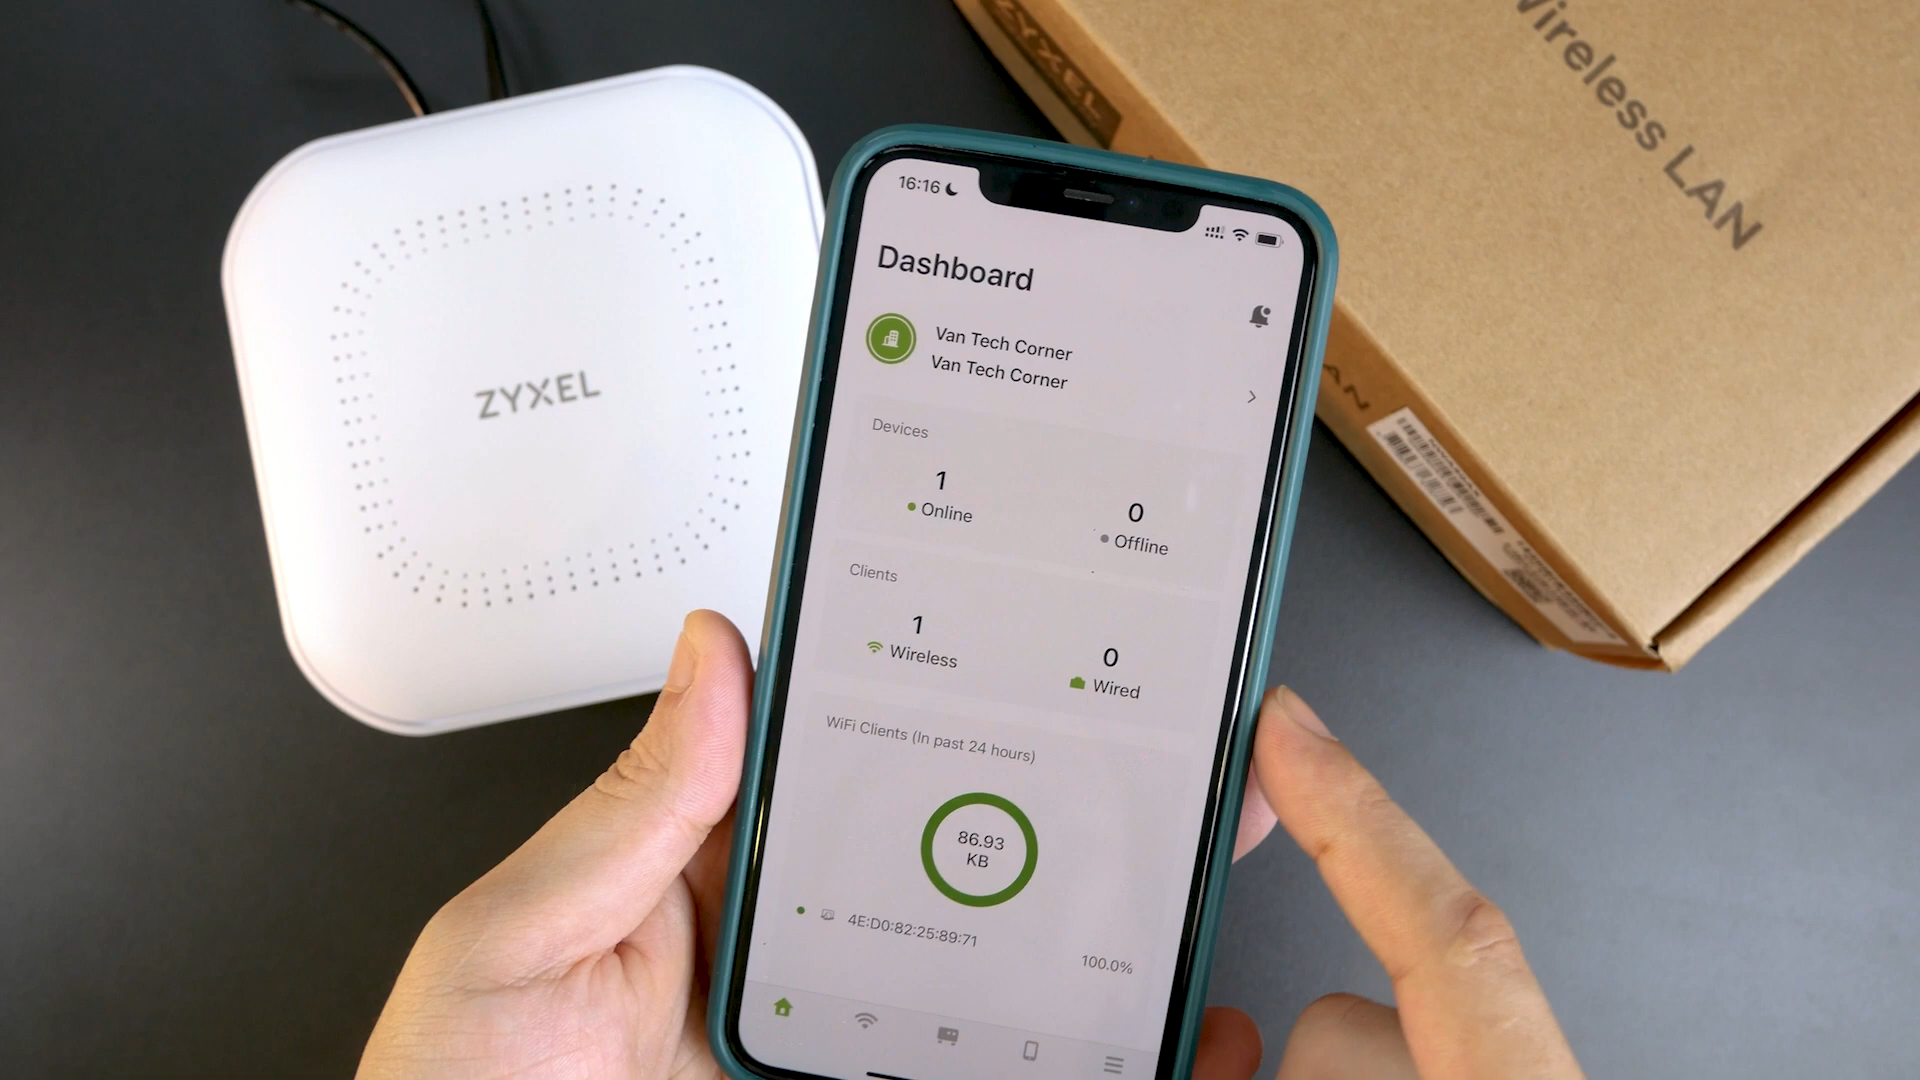 ZYXEL
ZYXEL
Wireless LAN
16:16
Dashboard
Van Tech Corner
Van Tech Corner
Devices
1
Online
0
Offline
Clients
1
Wireless
0
Wired
WiFi Clients (In past 24 hours)
86.93
KB
4E:D0:82:25:89:71
100.0%